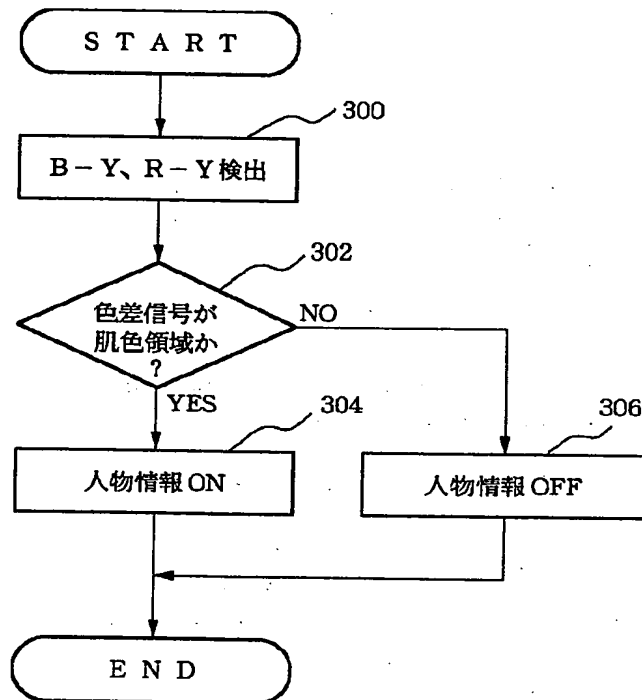 START
300
B－Y、R－Y検出
302
色差信号が
肌色領域か
?
NO
YES
304
306
人物情報ON
人物情報OFF
END